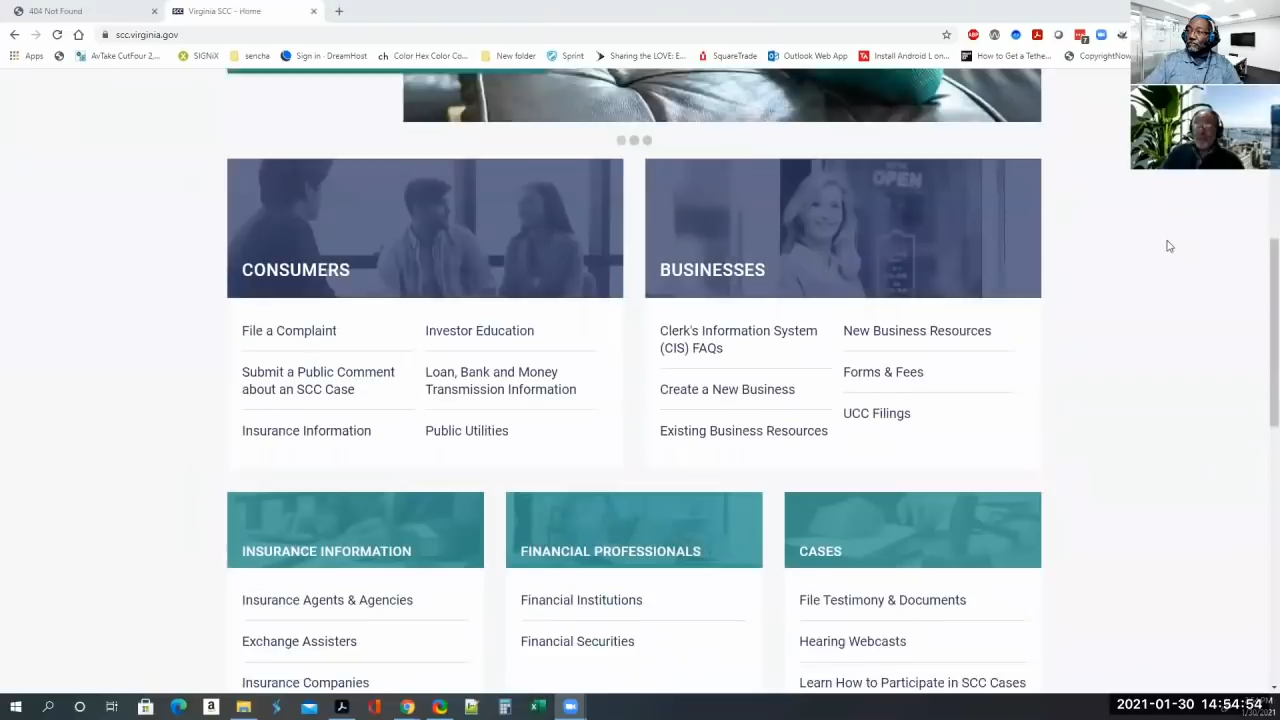 404 Not Found
SCC Virginia SCC - Home
scc.virginia.gov
Apps
AvTake CutFour 2,...
SIGNiX
sencha
Sign in · DreamHost
ch Color Hex Color Co...
New folder
Sprint
Sharing the LOVE: E...
SquareTrade
Outlook Web App
Install Android L on...
How to Get a Tethe...
CopyrightNow
OPEN
CONSUMERS
BUSINESSES
File a Complaint
Submit a Public Comment
about an SCC Case
Insurance Information
Investor Education
Loan, Bank and Money
Transmission Information
Public Utilities
Clerk's Information System
(CIS) FAQs
Create a New Business
Existing Business Resources
New Business Resources
Forms & Fees
UCC Filings
INSURANCE INFORMATION
Insurance Agents & Agencies
Exchange Assisters
Insurance Companies
FINANCIAL PROFESSIONALS
Financial Institutions
Financial Securities
CASES
File Testimony & Documents
Hearing Webcasts
Learn How to Participate in SCC Cases
2021-01-30 14:54:54